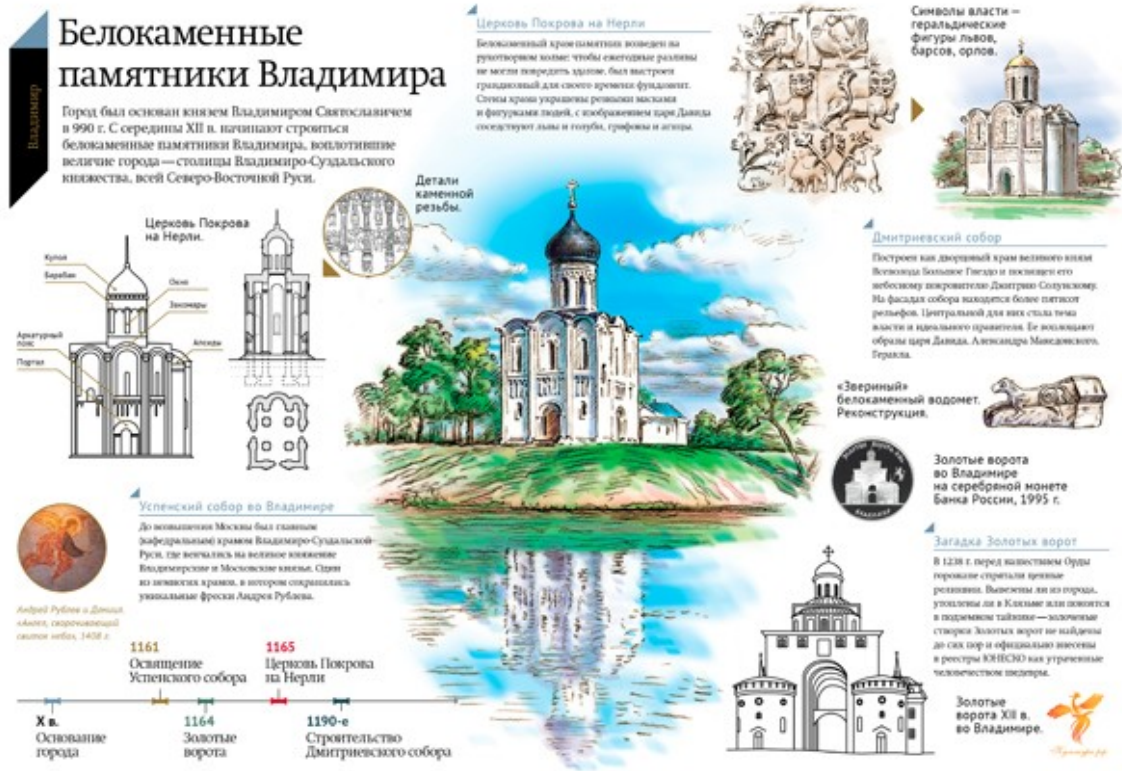 Владимир
Белокаменные
памятники Владимира
Город был основан князем Владимиром Святославичем
в 990 г. С середины XII в. начинают строиться
белокаменные памятники Владимира, воплотившие
величие города — столицы Владимиро-Суздальского
княжества, всей Северо-Восточной Руси.
Церковь Покрова на Нерли
Белокаменный храм-памятник возведен на
рукотворном холме: чтобы ежегодные разливы
не могли повредить здание, был выстроен
грандиозный для своего времени фундамент.
Стены храма украшены резными масками
и фигурками людей, с изображением царя Давида
соседствуют львы и голуби, грифоны и агнцы.
Символы власти —
геральдические
фигуры львов,
барсов, орлов.
Детали
каменной
резьбы.
Церковь Покрова
на Нерли.
Купол
Барабан
Окно
Закомары
Аркатурный
пояс
Апсиды
Портал
Дмитриевский собор
Построен как дворцовый храм великого князя
Всеволода Большое Гнездо и посвящен его
небесному покровителю Дмитрию Солунскому.
На фасадах собора находятся более пятисот
рельефов. Центральной для них стала тема
власти и идеального правителя. Ее воплощают
образы царя Давида, Александра Македонского,
Геракла.
«Звериный»
белокаменный водомет.
Реконструкция.
Золотые ворота
во Владимире
на серебряной монете
Банка России, 1995 г.
Успенский собор во Владимире
До возвышения Москвы был главным
(кафедральным) храмом Владимиро-Суздальской
Руси, где венчались на великое княжение
Владимирские и Московские князья. Один
из немногих храмов, в котором сохранились
уникальные фрески Андрея Рублева.
Андрей Рублев и Даниил.
«Ангел, сворачивающий
свиток неба», 1408 г.
Загадка Золотых ворот
В 1238 г. перед нашествием Орды
горожане спрятали ценные
реликвии. Вывезены ли из города,
утоплены ли в Клязьме или покоятся
в подземном тайнике — золоченые
створки Золотых ворот не найдены
до сих пор и официально внесены
в реестры ЮНЕСКО как утраченные
человечеством шедевры.
1161
Освящение
Успенского собора
1165
Церковь Покрова
на Нерли
X в.
Основание
города
1164
Золотые
ворота
1190-е
Строительство
Дмитриевского собора
Золотые
ворота XII в.
во Владимире.
Культура.рф